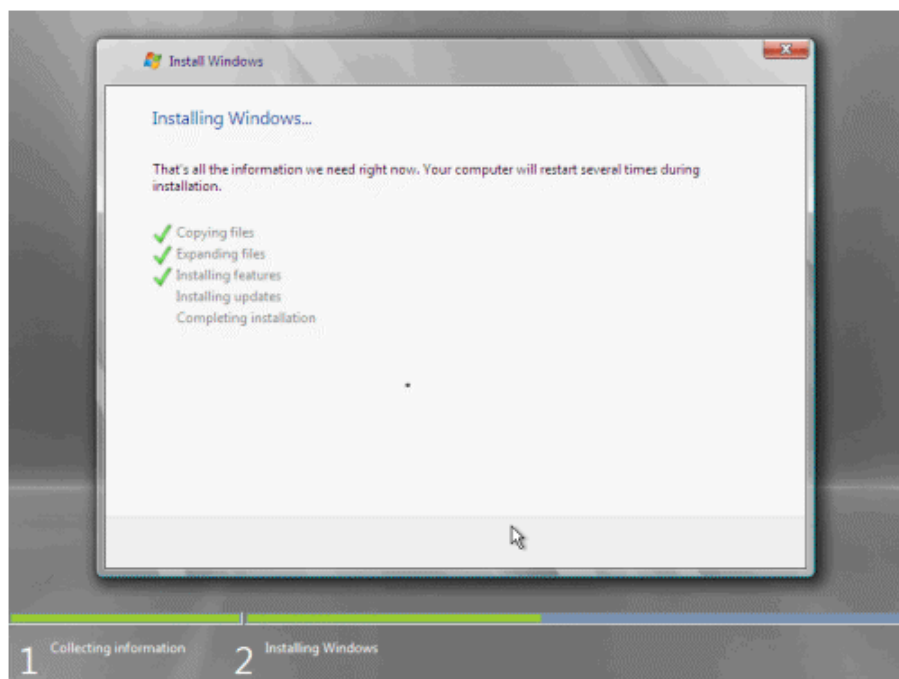 Install Windows
Installing Windows...
That's all the information we need right now. Your computer will restart several times during
installation.
Copying files
Expanding files
Installing features
Installing updates
Completing installation
1 Collecting information
2 Installing Windows